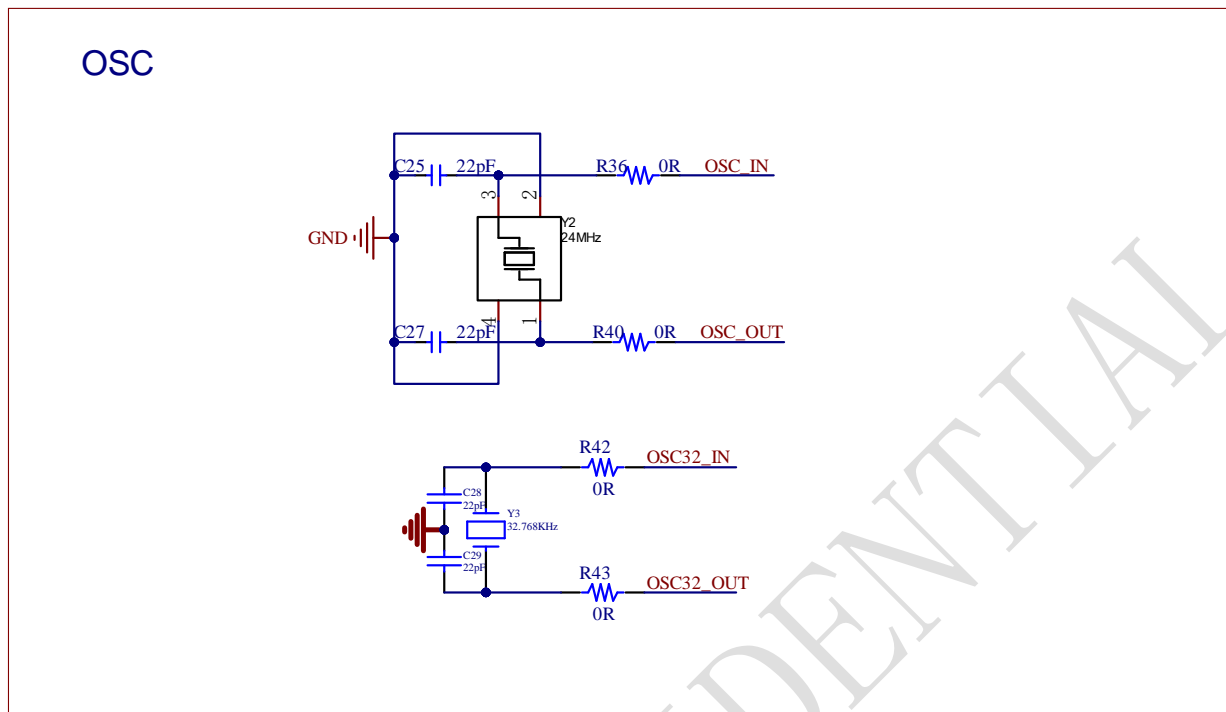 OSC
C25 22pF R36 0R OSC_IN
3 2
Y2
24MHz
GND
4 1
C27 22pF R40 0R OSC_OUT
R42 OSC32_IN
0R
C28
22pF
Y3
32.768KHz
C29
22pF
R43 OSC32_OUT
0R
DENTIAL